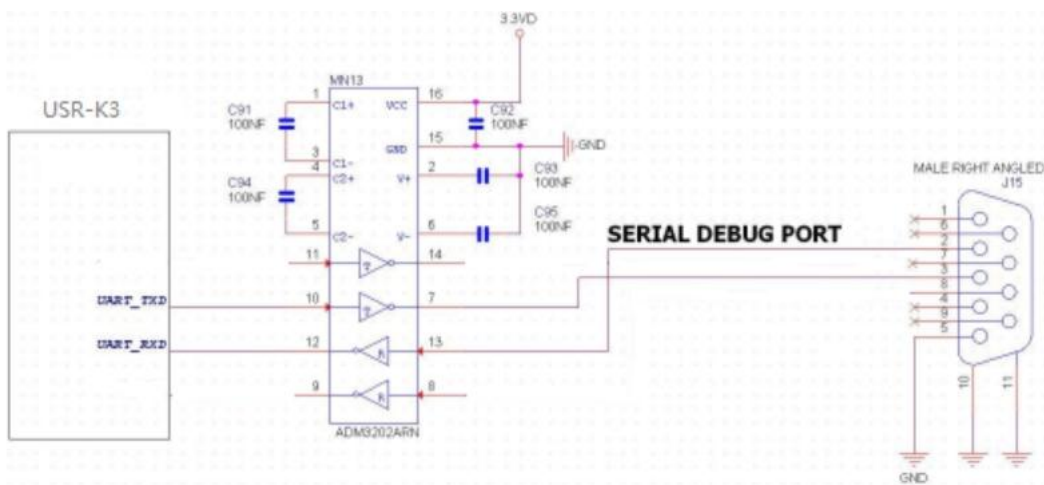 3.3VD
MN13
USR-K3
1
C1+
VCC
16
C91
100NF
C92
100NF
GND
15
GND
3
C1-
4
C2+
V+
2
C93
100NF
C94
100NF
5
C2-
V-
6
C95
100NF
MALE RIGHT ANGLED
J15
SERIAL DEBUG PORT
11
T
14
UART_TXD
10
T
7
UART_RXD
12
R
13
9
R
8
ADM3202ARN
1
6
2
7
3
8
4
9
5
10
11
GND